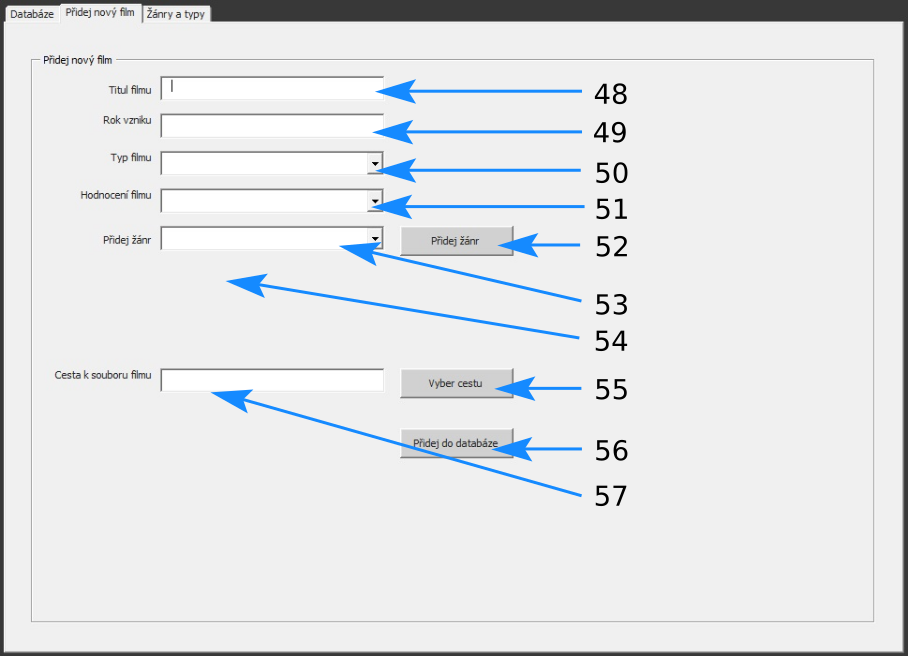 Databáze Přidej nový film Žánry a typy
Přidej nový film
Titul filmu 48
Rok vzniku 49
Typ filmu 50
Hodnocení filmu 51
Přidej žánr Přidej žánr 52
53
54
Cesta k souboru filmu Vyber cestu 55
Přidej do databáze 56
57